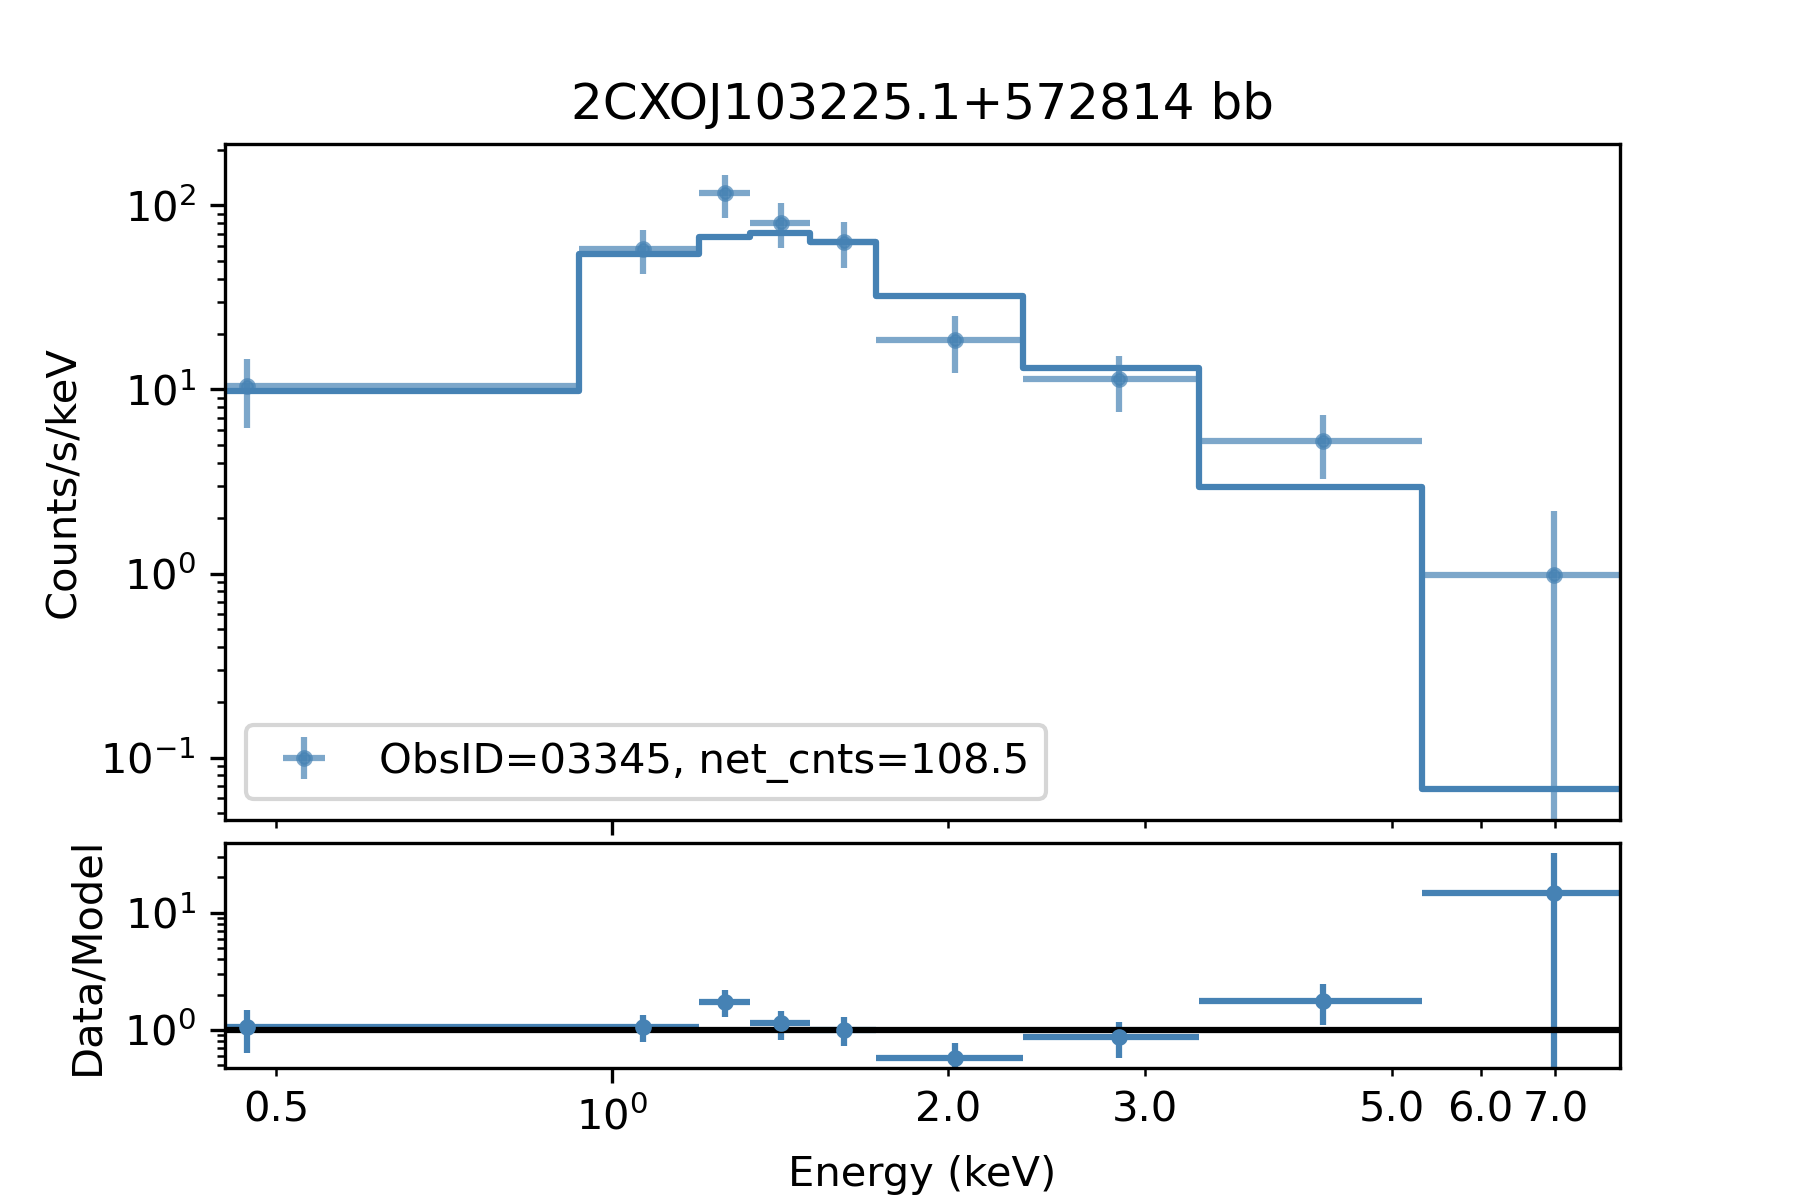 2CXOJ103225.1+572814 bb
Counts/s/keV
10²
10¹
10⁰
10⁻¹
ObsID=03345, net_cnts=108.5
Data/Model
10¹
10⁰
0.5 10⁰ 2.0 3.0 5.0 6.0 7.0
Energy (keV)